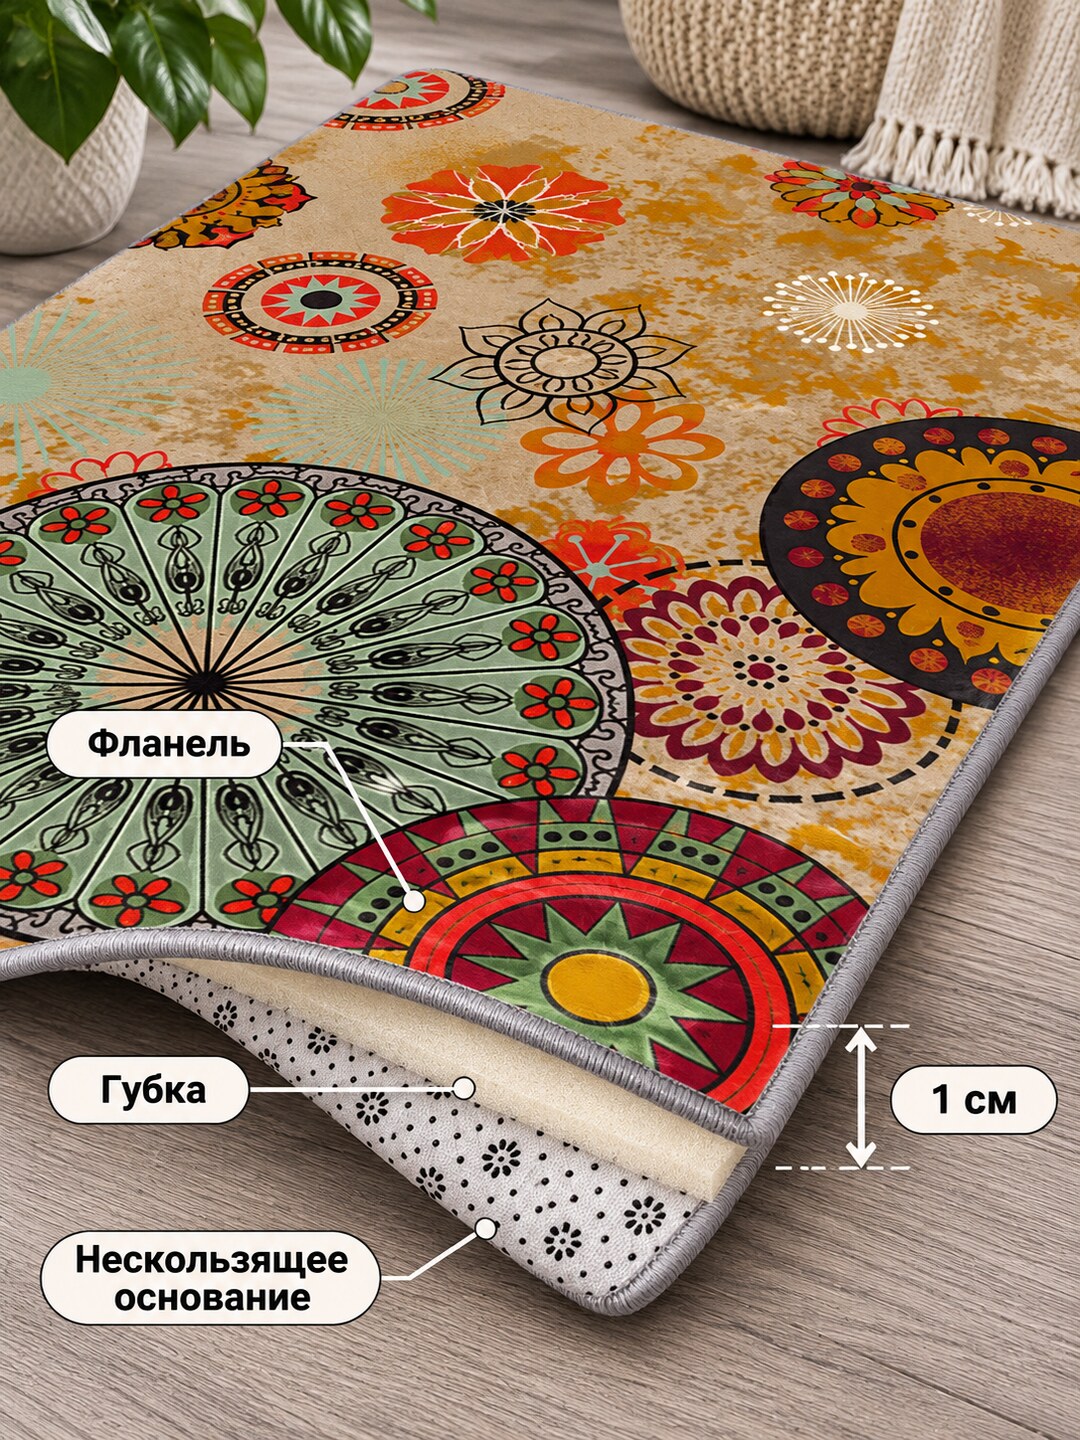 Фланель
Губка
1 см
Нескользящее
основание